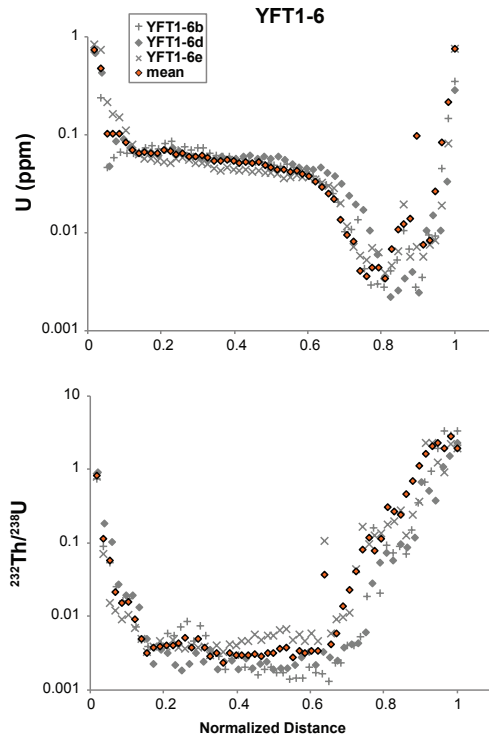 YFT1-6
YFT1-6b
YFT1-6d
YFT1-6e
mean
U (ppm)
1
0.1
0.01
0.001
0 0.2 0.4 0.6 0.8 1
²³²Th/²³⁸U
10
1
0.1
0.01
0.001
0 0.2 0.4 0.6 0.8 1
Normalized Distance